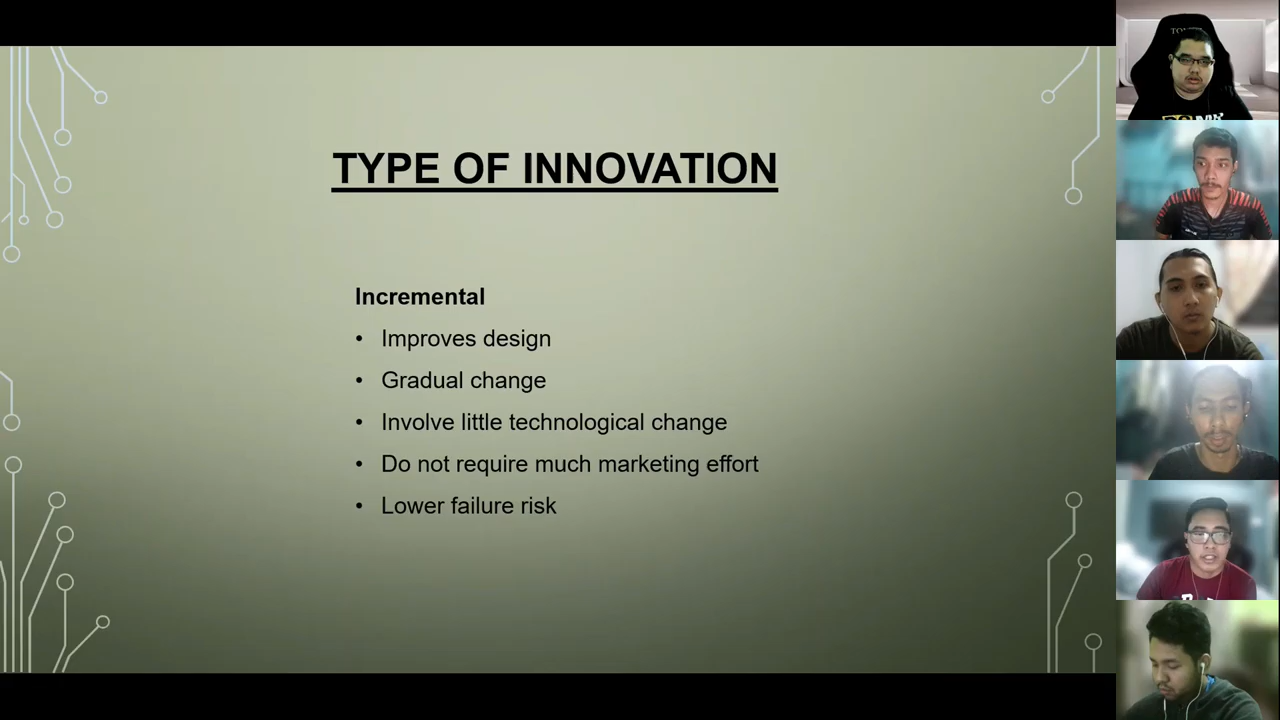 TYPE OF INNOVATION
Incremental
• Improves design
• Gradual change
• Involve little technological change
• Do not require much marketing effort
• Lower failure risk